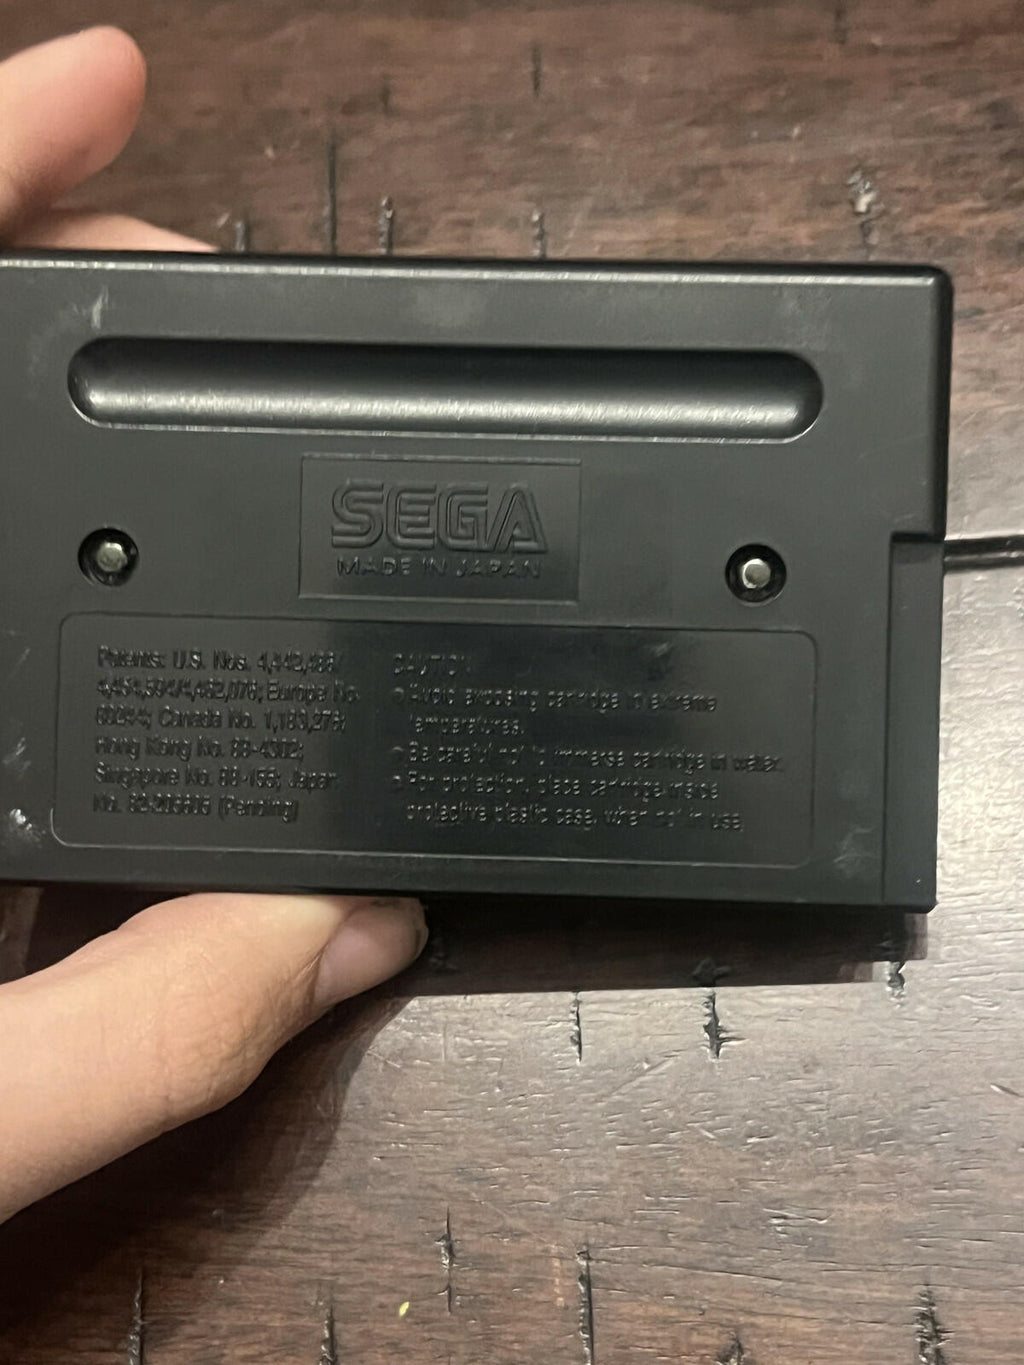 SEGA
MADE IN JAPAN
Patents: U.S. Nos. 4,442,486/
4,454,594/4,462,076; Europe No.
80244; Canada No. 1,183,276;
Hong Kong No. 88-4302;
Singapore No. 88-155; Japan
No. 82-205605 (Pending)
CAUTION
Avoid exposing cartridge to extreme
temperatures.
Be careful not to immerse cartridge in water.
For protection, place cartridge inside
protective plastic case, when not in use.